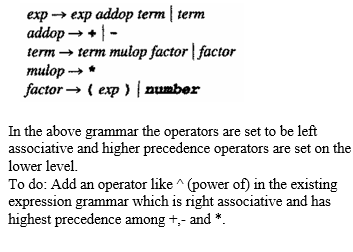 exp → exp addop term | term
addop → + | -
term → term mulop factor | factor
mulop → *
factor → ( exp ) | number
In the above grammar the operators are set to be left
associative and higher precedence operators are set on the
lower level.
To do: Add an operator like ^ (power of) in the existing
expression grammar which is right associative and has
highest precedence among +,- and *.